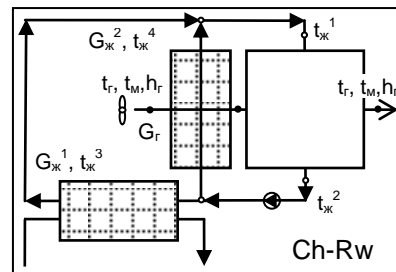 Gж², tж⁴
tж¹
tг, tм,hг
tг, tм,hг
Gг
Gж¹, tж³
tж²
Ch-Rw